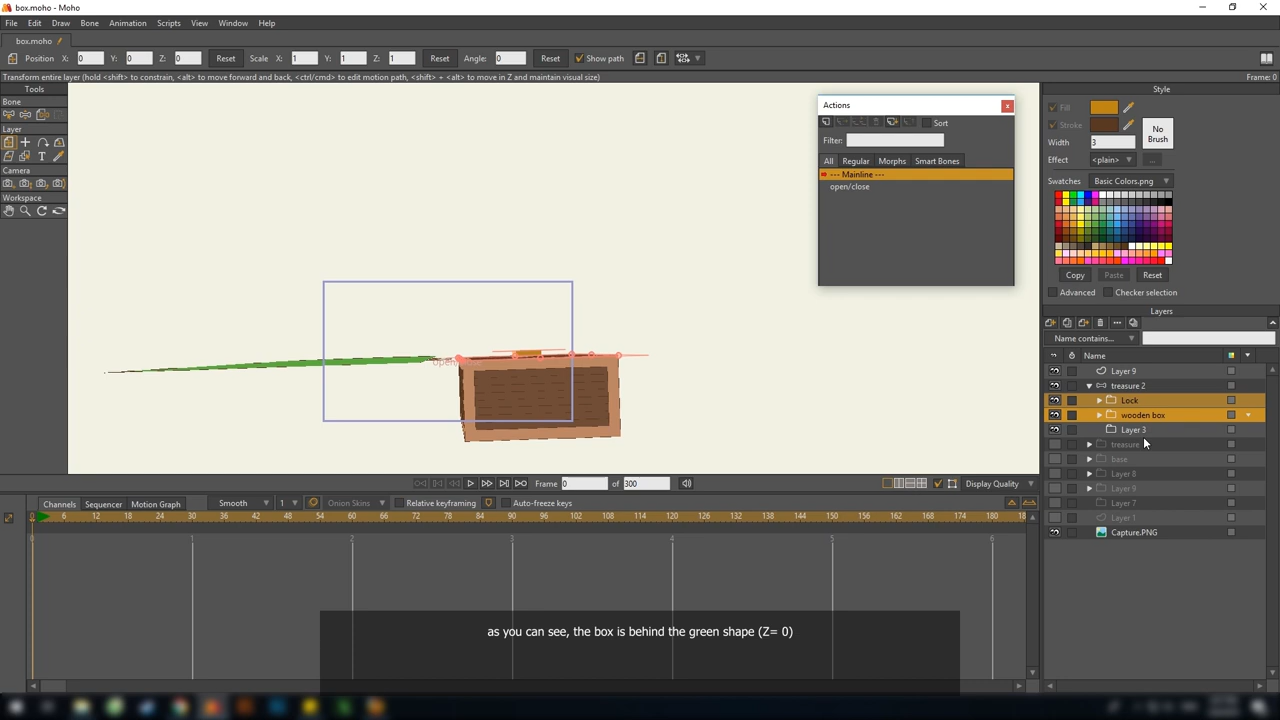 box.moho - Moho
File Edit Draw Bone Animation Scripts View Window Help
box.moho
Position X: 0 Y: 0 Z: 0 Reset Scale X: 1 Y: 1 Z: 1 Reset Angle: 0 Reset Show path
Transform entire layer (hold <shift> to constrain, <alt> to move forward and back, <ctrl/cmd> to edit motion path, <shift> + <alt> to move in Z and maintain visual size) Frame: 0
Tools
Bone
Layer
Camera
Workspace
Actions
Sort
Filter:
All Regular Morphs Smart Bones
--- Mainline ---
open/close
Style
Fill
Stroke
No Brush
Width 3
Effect <plain> ...
Swatches Basic Colors.png
Copy Paste Reset
Advanced Checker selection
Layers
Name contains...
Name
Layer 9
treasure 2
Lock
wooden box
Layer 3
treasure
base
Layer 8
Layer 9
Layer 7
Layer 1
Capture.PNG
Frame 0 of 300 Display Quality
Channels Sequencer Motion Graph Smooth 1 Onion Skins Relative keyframing Auto-freeze keys
0 6 12 18 24 30 36 42 48 54 60 66 72 78 84 90 96 102 108 114 120 126 132 138 144 150 156 162 168 174 180 18
0 1 2 3 4 5 6
as you can see, the box is behind the green shape (Z= 0)